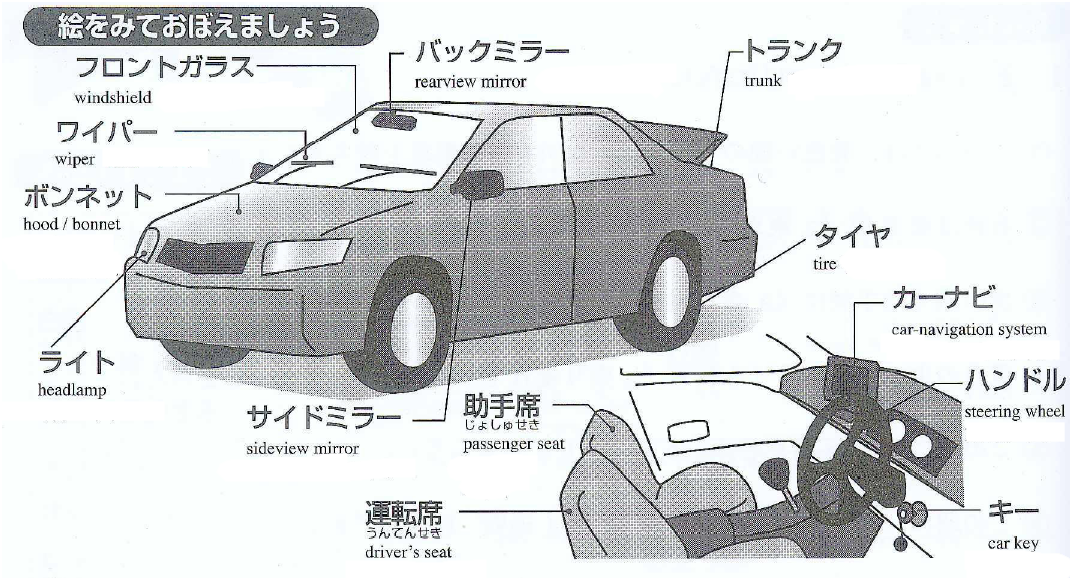 絵をみておぼえましょう
フロントガラス
windshield
バックミラー
rearview mirror
トランク
trunk
ワイパー
wiper
ボンネット
hood / bonnet
タイヤ
tire
カーナビ
car-navigation system
ライト
headlamp
ハンドル
steering wheel
サイドミラー
sideview mirror
助手席
じょしゅせき
passenger seat
運転席
うんてんせき
driver's seat
キー
car key